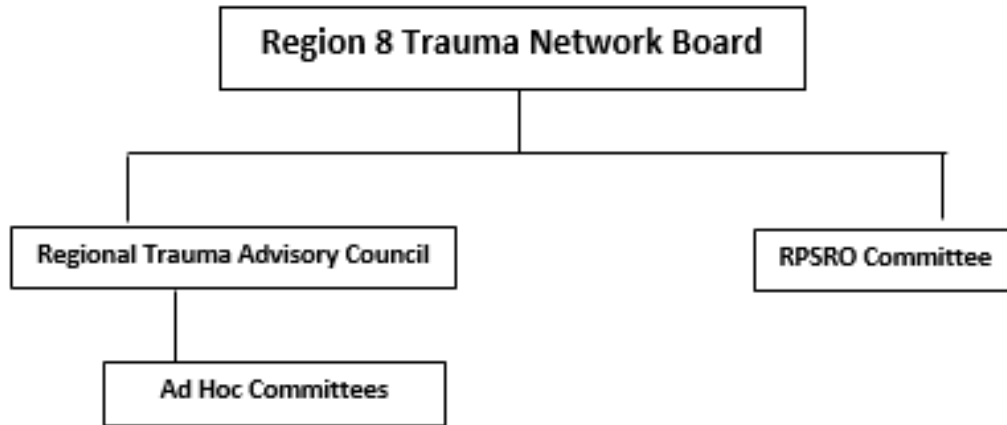 Region 8 Trauma Network Board
Regional Trauma Advisory Council
RPSRO Committee
Ad Hoc Committees